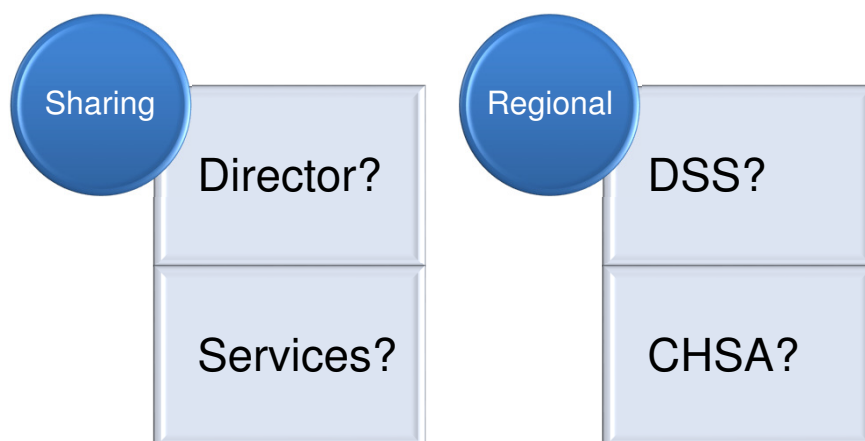 Sharing
Director?
Services?
Regional
DSS?
CHSA?